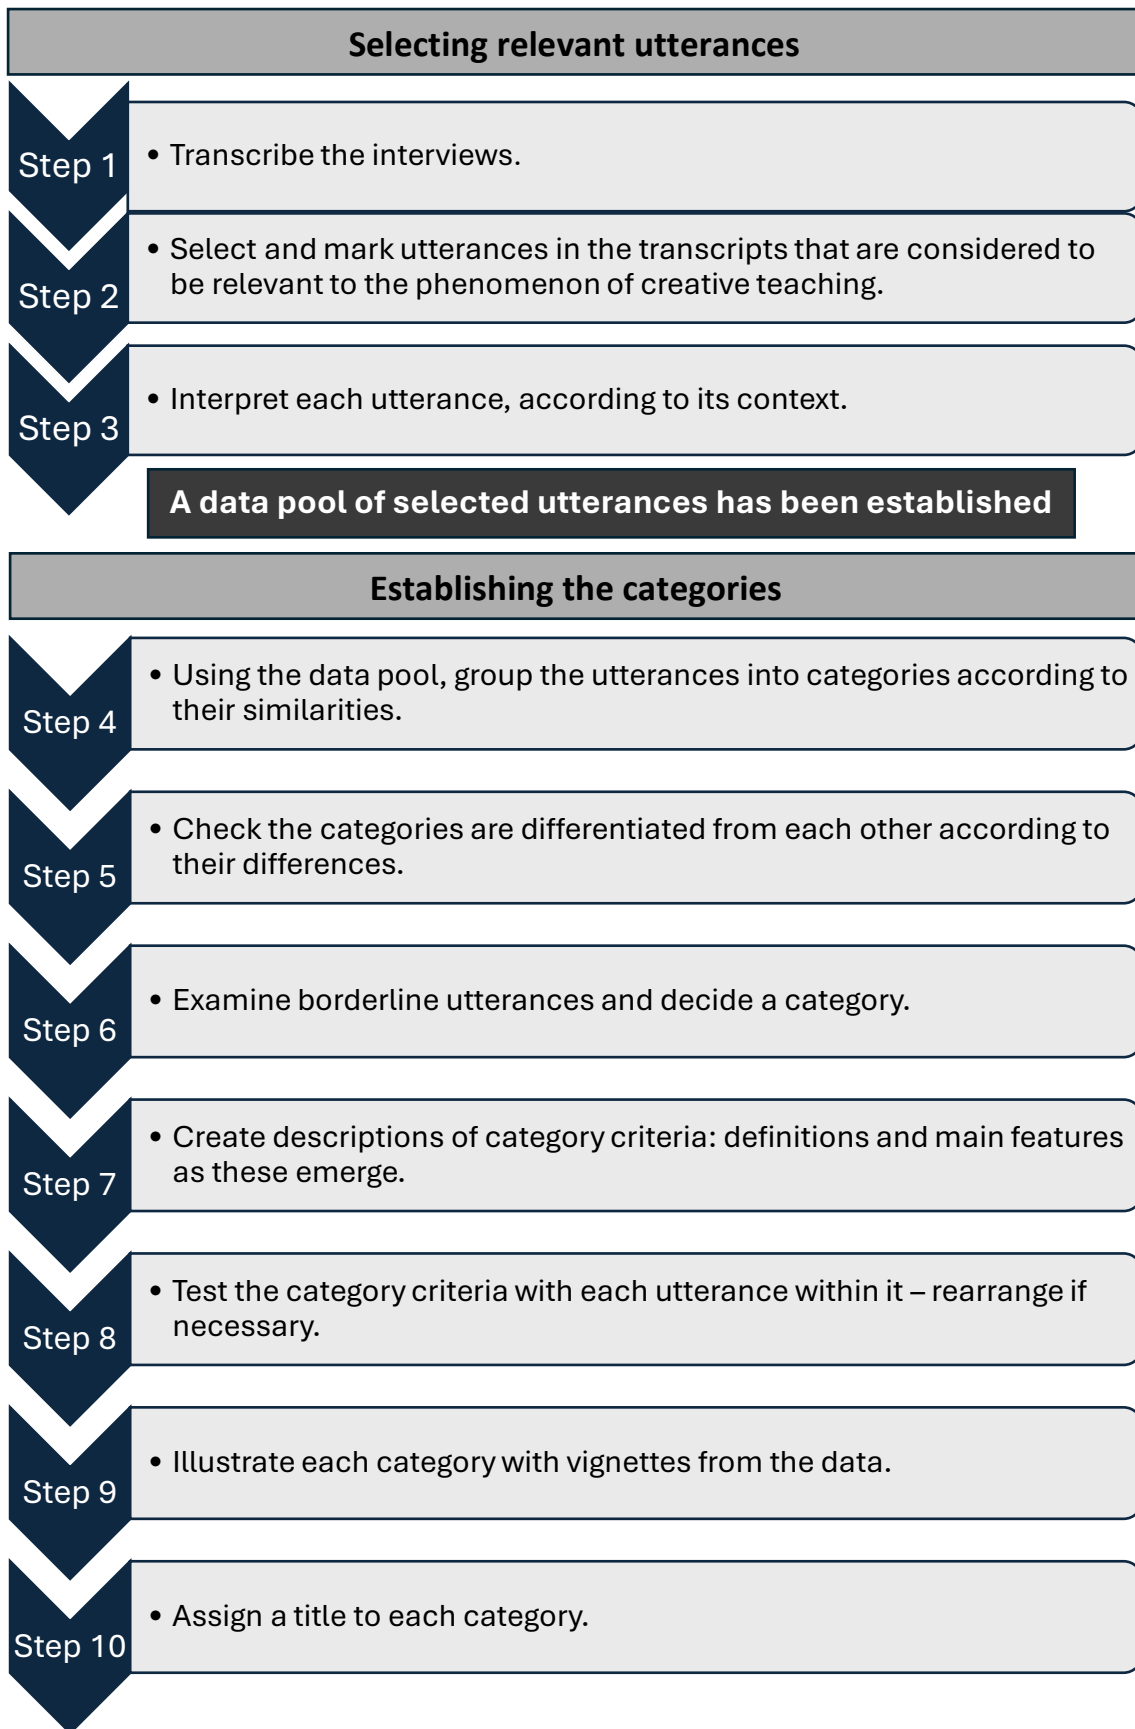 Selecting relevant utterances
Step 1
• Transcribe the interviews.
Step 2
• Select and mark utterances in the transcripts that are considered to
be relevant to the phenomenon of creative teaching.
Step 3
• Interpret each utterance, according to its context.
A data pool of selected utterances has been established
Establishing the categories
Step 4
• Using the data pool, group the utterances into categories according to
their similarities.
Step 5
• Check the categories are differentiated from each other according to
their differences.
Step 6
• Examine borderline utterances and decide a category.
Step 7
• Create descriptions of category criteria: definitions and main features
as these emerge.
Step 8
• Test the category criteria with each utterance within it – rearrange if
necessary.
Step 9
• Illustrate each category with vignettes from the data.
Step 10
• Assign a title to each category.